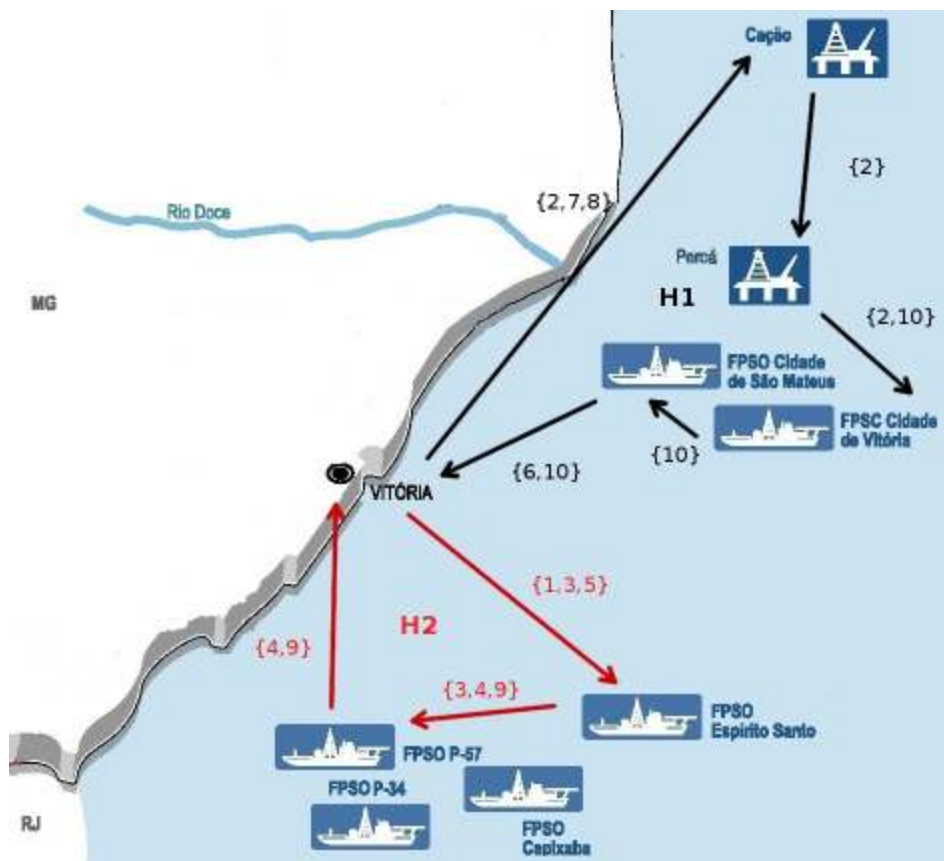 Cação
{2}
{2,7,8}
Rio Doce
Peroá
MG
H1
{2,10}
FPSO Cidade
de São Mateus
FPSC Cidade
de Vitória
{10}
{6,10}
VITÓRIA
{1,3,5}
H2
{4,9}
{3,4,9}
FPSO
Espírito Santo
FPSO P-57
FPSO P-34
FPSO
Capixaba
RJ